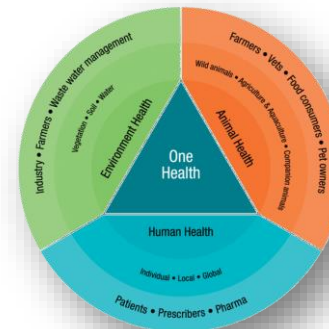 Industry • Farmers • Waste water management
Vegetation • Soil • Water
Environment Health
Farmers • Vets • Food consumers • Pet owners
Wild animals • Agriculture & Aquaculture • Companion animals
Animal Health
One
Health
Human Health
Individual • Local • Global
Patients • Prescribers • Pharma